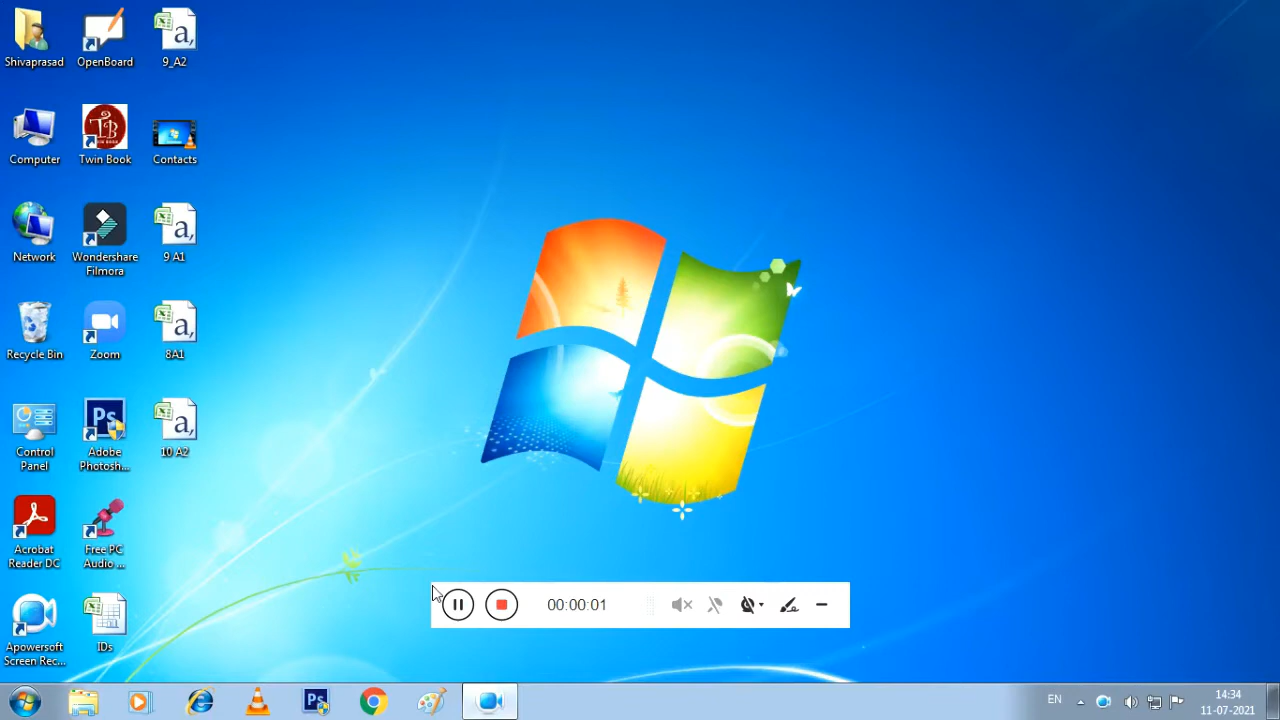 Shivaprasad
OpenBoard
9_A2
Computer
Twin Book
Contacts
Network
Wondershare
Filmora
9 A1
Recycle Bin
Zoom
8A1
Control
Panel
Ps
Adobe
Photosh...
10 A2
Acrobat
Reader DC
Free PC
Audio ...
Apowersoft
Screen Rec...
IDs
00:00:01
Ps
EN
14:34
11-07-2021